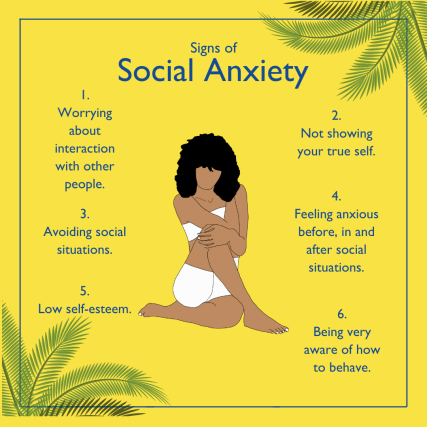 Signs of
Social Anxiety
1.
Worrying
about
interaction
with other
people.
2.
Not showing
your true self.
3.
Avoiding social
situations.
4.
Feeling anxious
before, in and
after social
situations.
5.
Low self-esteem.
6.
Being very
aware of how
to behave.